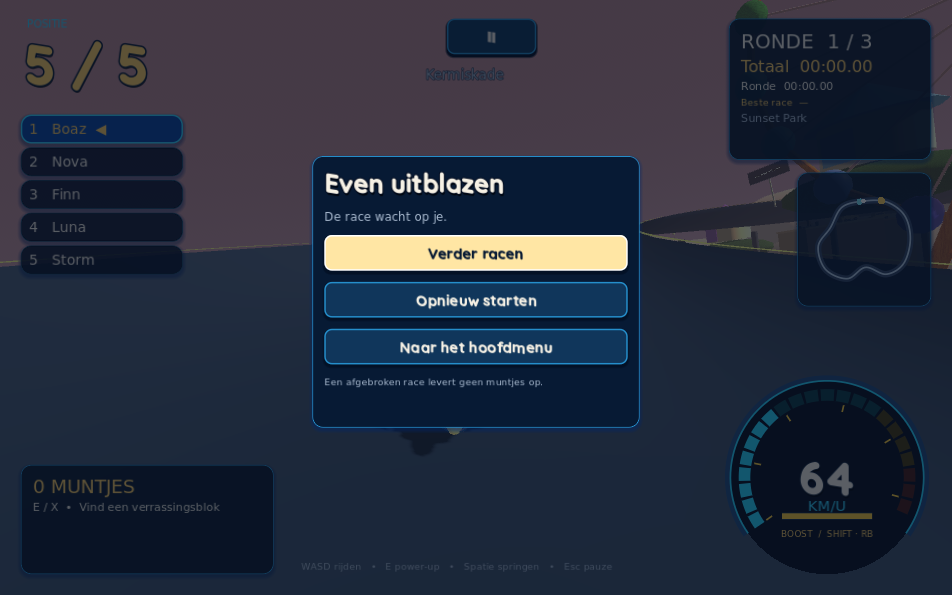 5 / 5
Kermiskade
RONDE 1 / 3
Totaal 00:00.00
Ronde 00:00.00
Beste race —
Sunset Park
1 Boaz ◀
2 Nova
3 Finn
4 Luna
5 Storm
Even uitblazen
De race wacht op je.
Verder racen
Opnieuw starten
Naar het hoofdmenu
Een afgebroken race levert geen muntjes op.
0 MUNTJES
E / X • Vind een verrassingsblok
64
KM/U
BOOST / SHIFT · RB
WASD rijden • E power-up • Spatie springen • Esc pauze